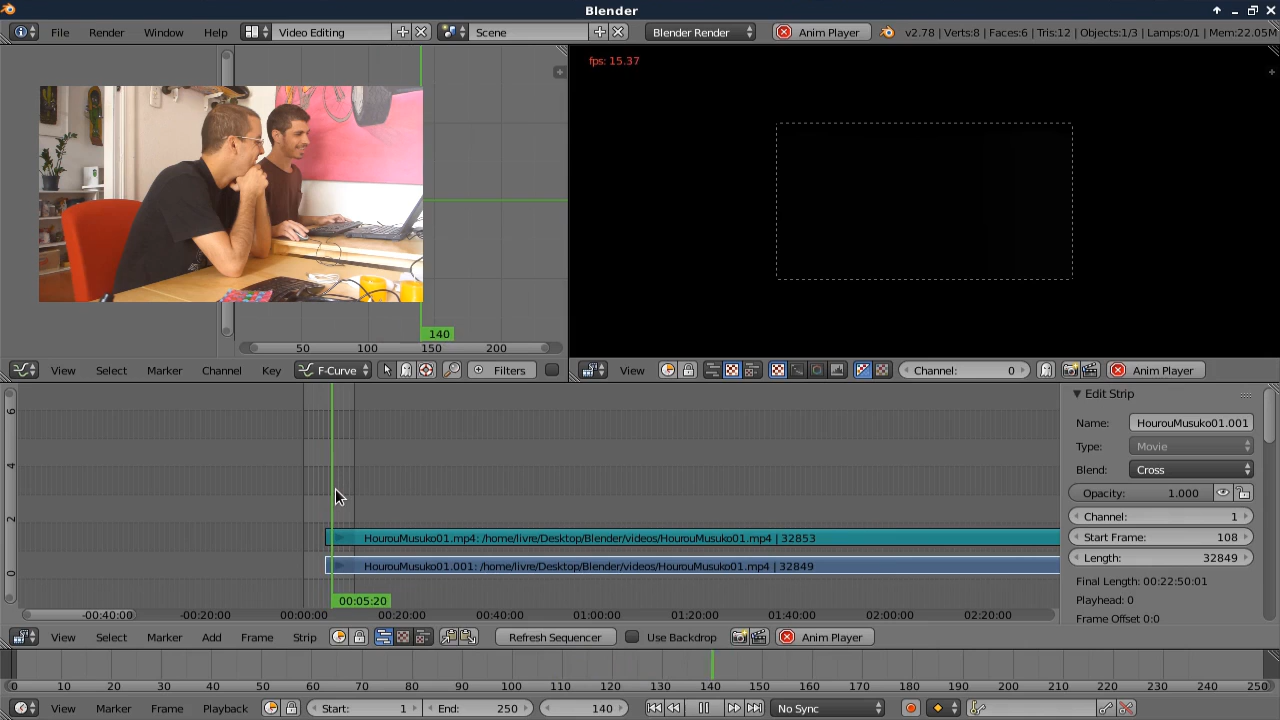 Blender
File Render Window Help Video Editing Scene Blender Render Anim Player v2.78 | Verts:8 | Faces:6 | Tris:12 | Objects:1/3 | Lamps:0/1 | Mem:22.05M
fps: 15.37
140
50 100 150 200
View Select Marker Channel Key F-Curve Filters
View Channel: 0 Anim Player
6
4
2
0
HourouMusuko01.mp4: /home/livre/Desktop/Blender/videos/HourouMusuko01.mp4 | 32853
HourouMusuko01.001: /home/livre/Desktop/Blender/videos/HourouMusuko01.mp4 | 32849
00:05:20
-00:40:00 -00:20:00 00:00:00 00:20:00 00:40:00 01:00:00 01:20:00 01:40:00 02:00:00 02:20:00
Edit Strip
Name: HourouMusuko01.001
Type: Movie
Blend: Cross
Opacity: 1.000
Channel: 1
Start Frame: 108
Length: 32849
Final Length: 00:22:50:01
Playhead: 0
Frame Offset 0:0
View Select Marker Add Frame Strip Refresh Sequencer Use Backdrop Anim Player
0 10 20 30 40 50 60 70 80 90 100 110 120 130 140 150 160 170 180 190 200 210 220 230 240 250
View Marker Frame Playback Start: 1 End: 250 140 No Sync